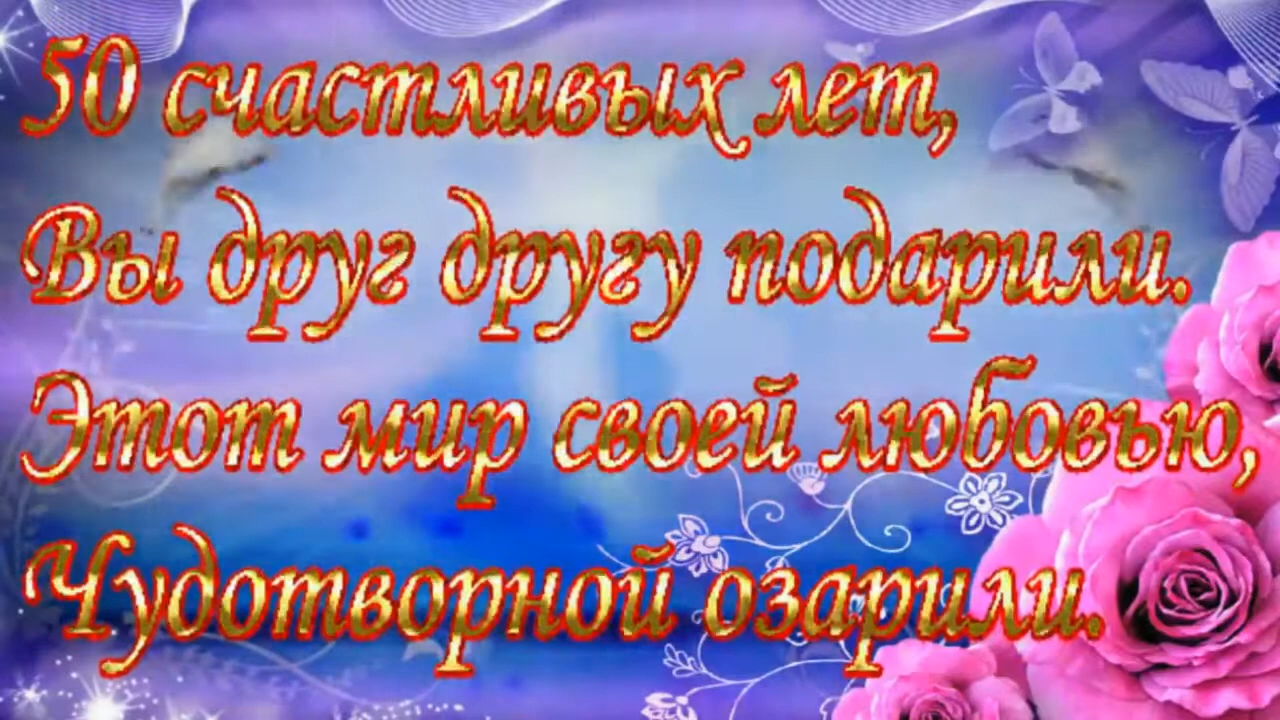 50 счастливых лет,
Вы друг другу подарили.
Этот мир своей любовью,
Чудотворной озарили.